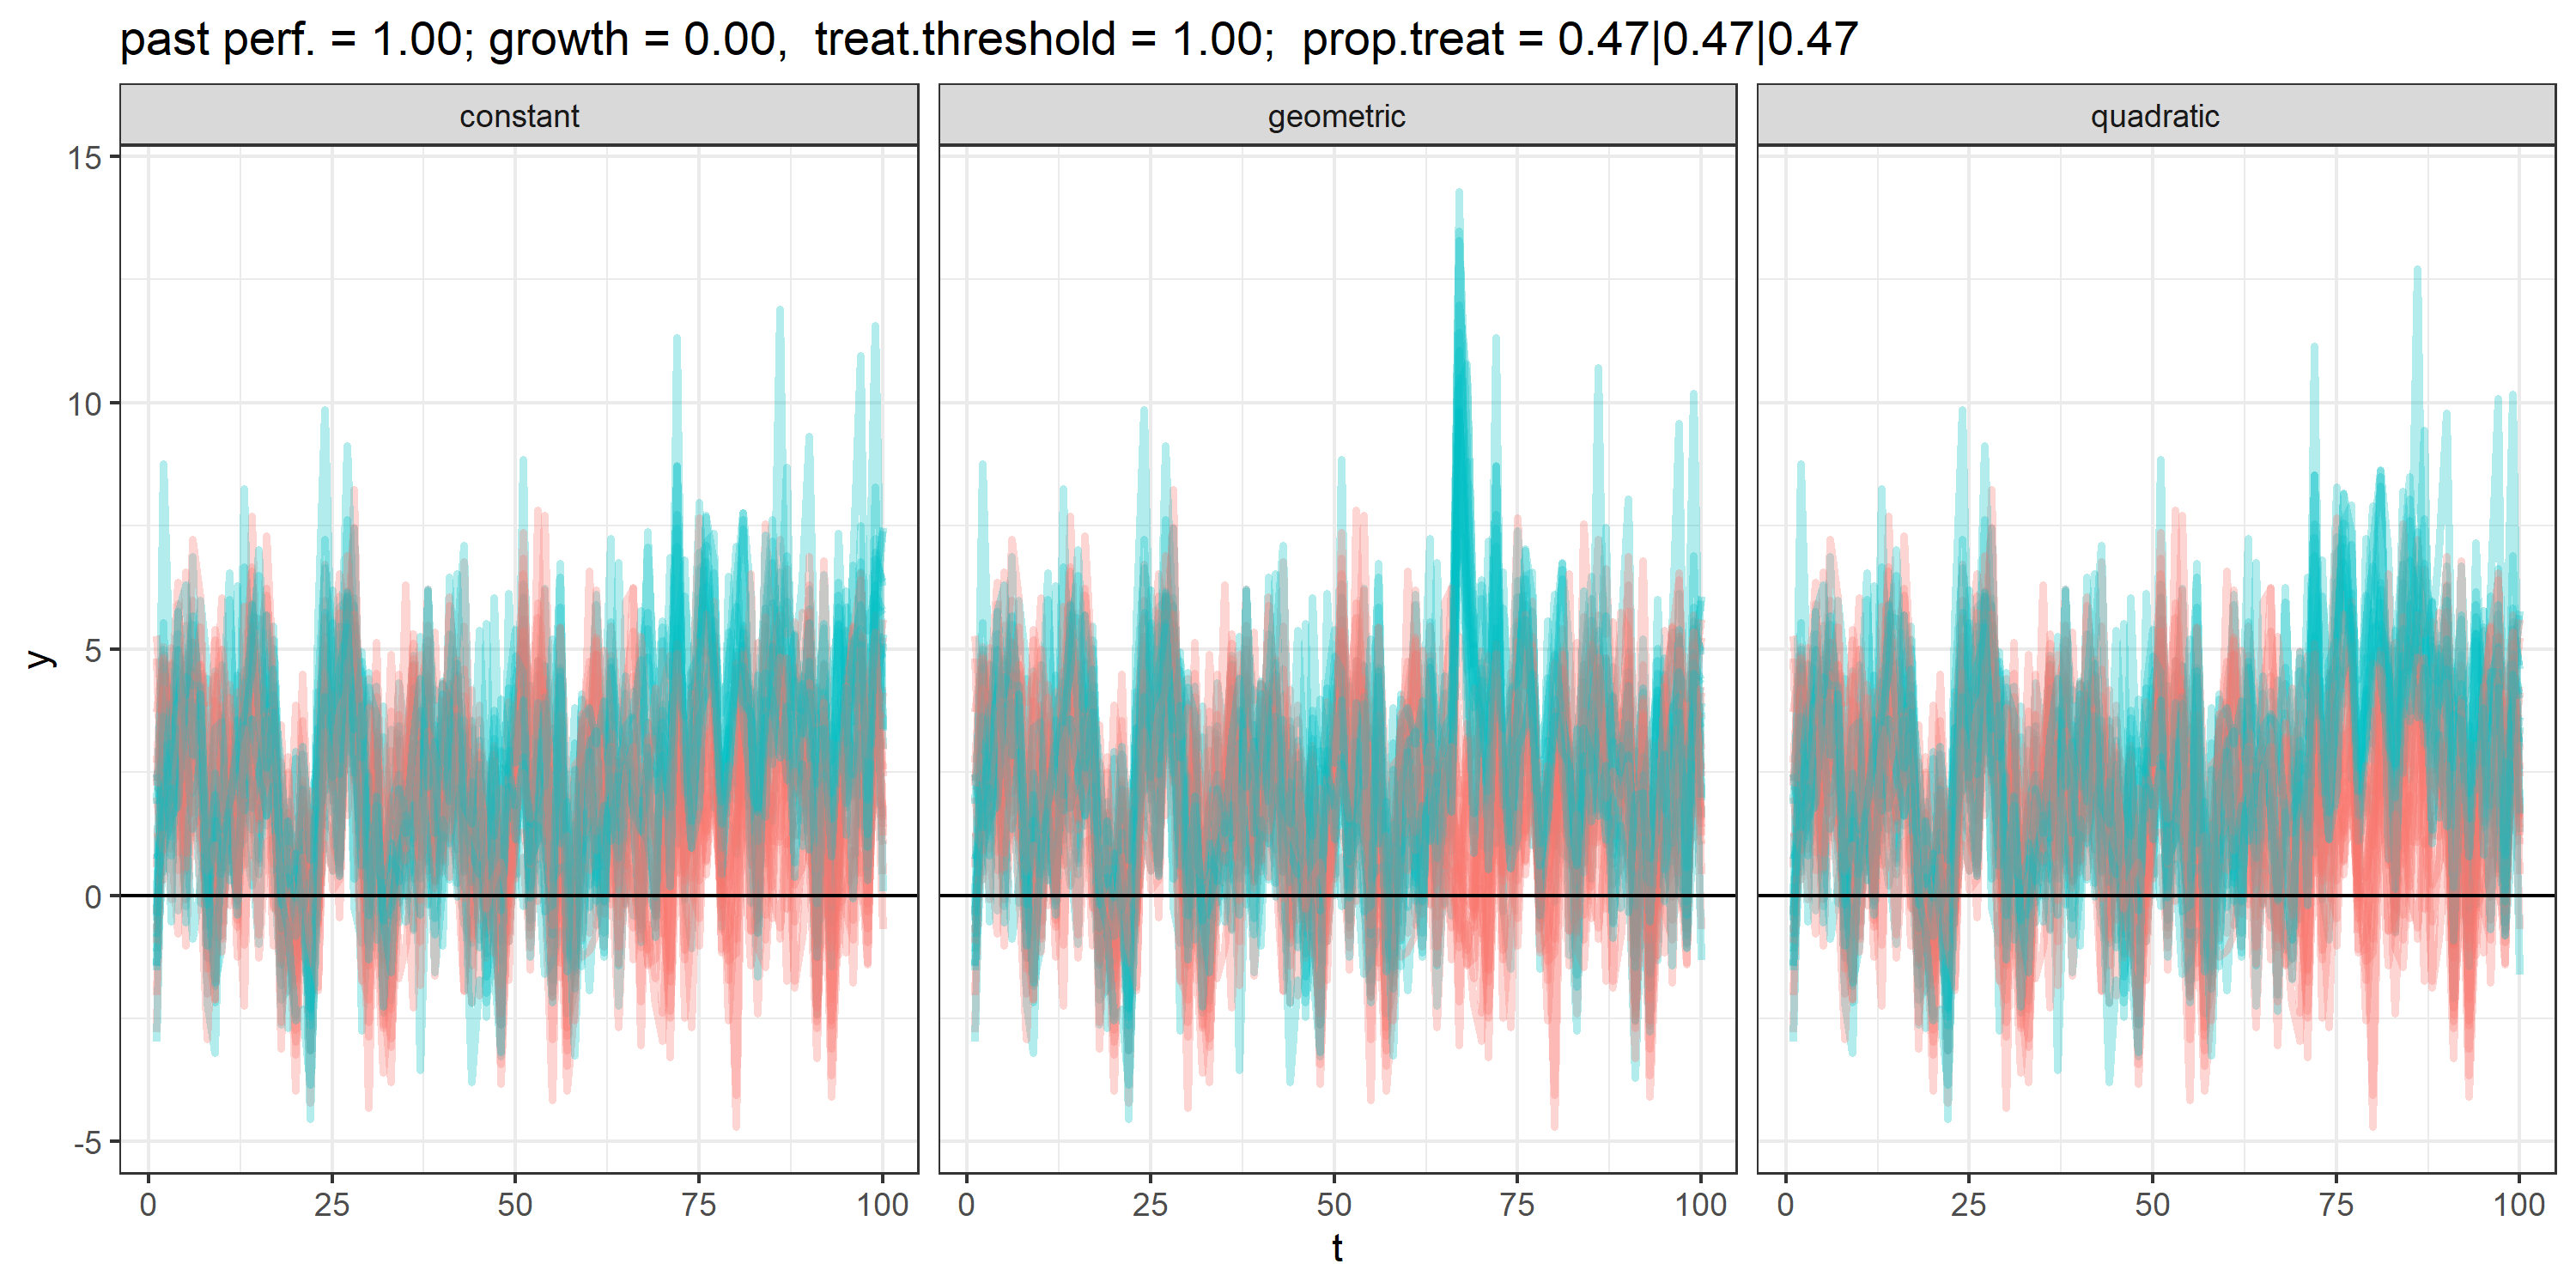 past perf. = 1.00; growth = 0.00,  treat.threshold = 1.00;  prop.treat = 0.47|0.47|0.47
constant geometric quadratic
15
10
5
0
-5
y
0 25 50 75 100 0 25 50 75 100 0 25 50 75 100
t